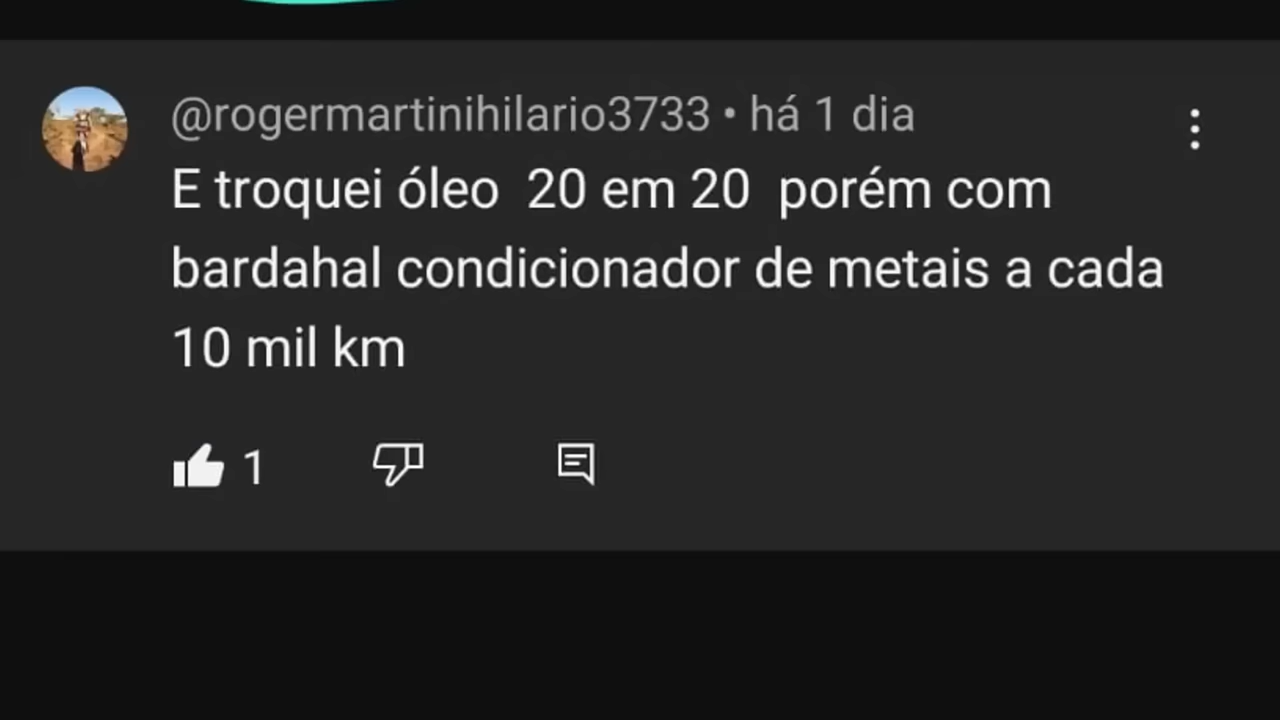 @rogermartinihilario3733 • há 1 dia
E troquei óleo  20 em 20  porém com
bardahal condicionador de metais a cada
10 mil km
1